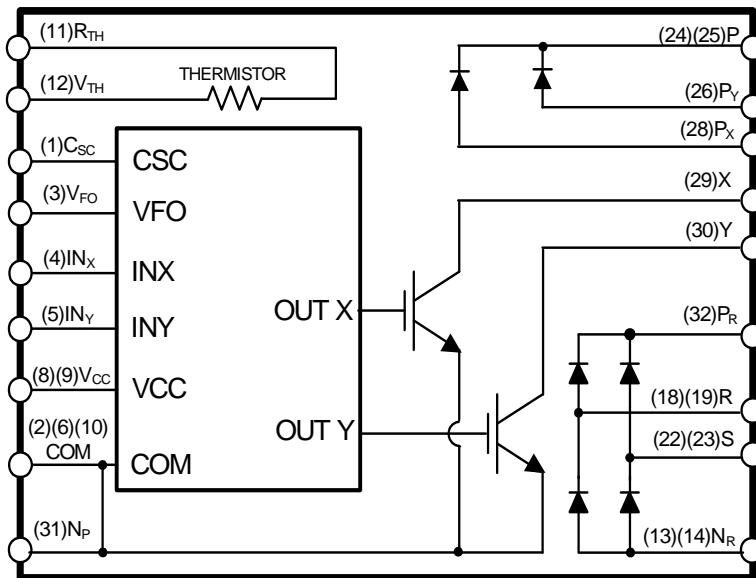 (11)RTH
(12)VTH
THERMISTOR
(1)CSC
(3)VFO
(4)INX
(5)INY
(8)(9)VCC
(2)(6)(10)
COM
(31)NP
CSC
VFO
INX
INY
VCC
COM
OUT X
OUT Y
(24)(25)P
(26)PY
(28)PX
(29)X
(30)Y
(32)PR
(18)(19)R
(22)(23)S
(13)(14)NR